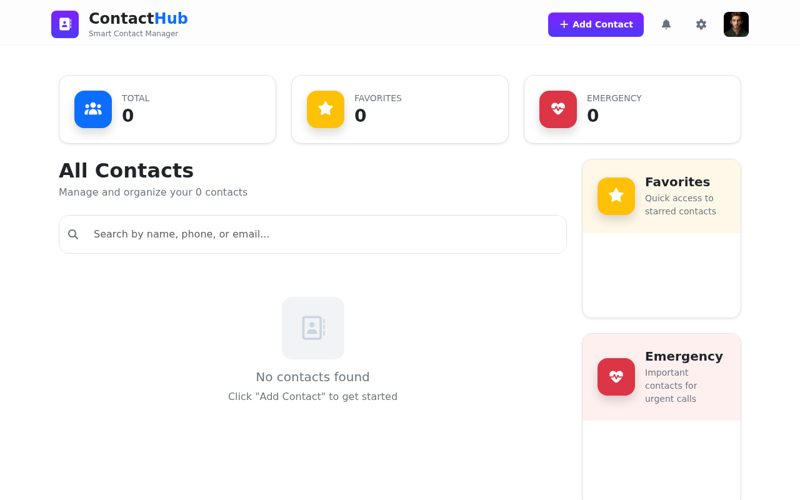 ContactHub
Smart Contact Manager
+ Add Contact
TOTAL
0
FAVORITES
0
EMERGENCY
0
All Contacts
Manage and organize your 0 contacts
Search by name, phone, or email...
No contacts found
Click "Add Contact" to get started
Favorites
Quick access to
starred contacts
Emergency
Important
contacts for
urgent calls